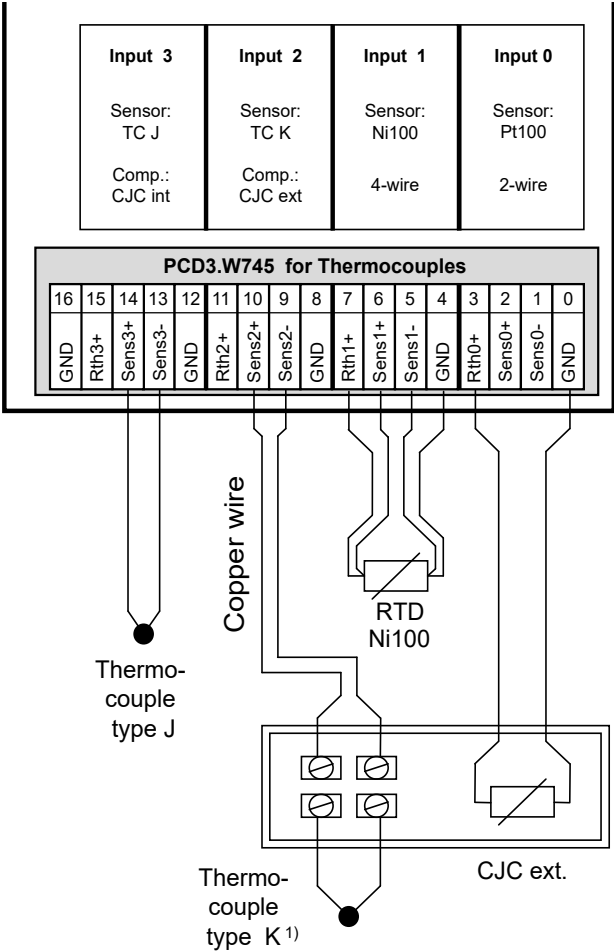 Input 3
Sensor:
TC J
Comp.:
CJC int
Input 2
Sensor:
TC K
Comp.:
CJC ext
Input 1
Sensor:
Ni100
4-wire
Input 0
Sensor:
Pt100
2-wire
PCD3.W745 for Thermocouples
16 15 14 13 12 11 10 9 8 7 6 5 4 3 2 1 0
GND Rth3+ Sens3+ Sens3- GND Rth2+ Sens2+ Sens2- GND Rth1+ Sens1+ Sens1- GND Rth0+ Sens0+ Sens0- GND
Copper wire
RTD
Ni100
Thermo-
couple
type J
CJC ext.
Thermo-
couple
type K 1)